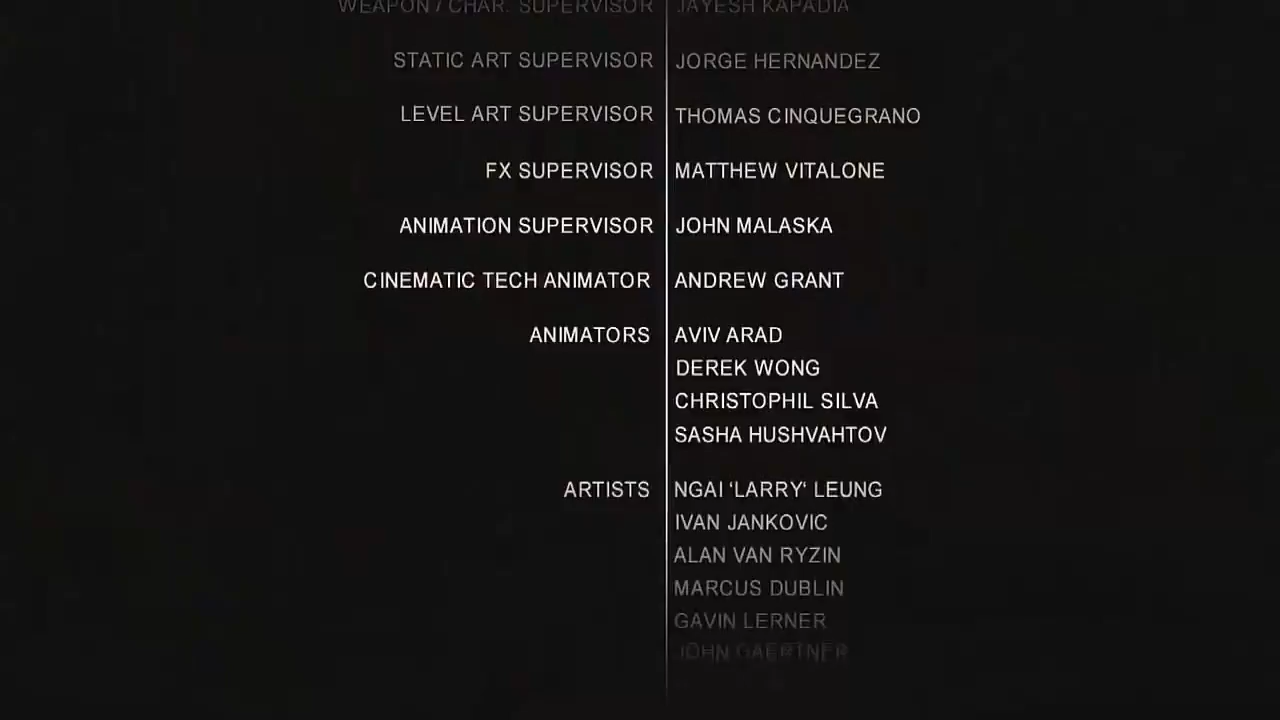 WEAPON / CHAR. SUPERVISOR JAYESH KAPADIA
STATIC ART SUPERVISOR JORGE HERNANDEZ
LEVEL ART SUPERVISOR THOMAS CINQUEGRANO
FX SUPERVISOR MATTHEW VITALONE
ANIMATION SUPERVISOR JOHN MALASKA
CINEMATIC TECH ANIMATOR ANDREW GRANT
ANIMATORS AVIV ARAD
DEREK WONG
CHRISTOPHIL SILVA
SASHA HUSHVAHTOV
ARTISTS NGAI ‘LARRY‘ LEUNG
IVAN JANKOVIC
ALAN VAN RYZIN
MARCUS DUBLIN
GAVIN LERNER
JOHN GAERTNER